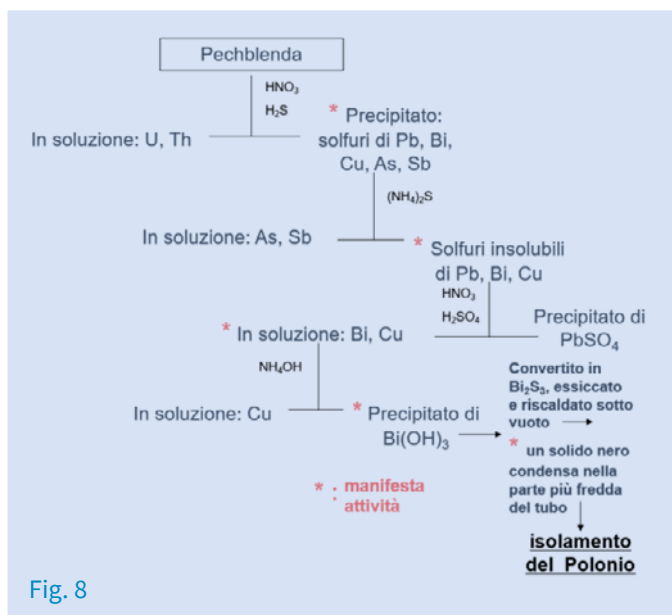 Pechblenda
HNO₃
H₂S
* Precipitato:
solfuri di Pb, Bi,
Cu, As, Sb
In soluzione: U, Th
(NH₄)₂S
In soluzione: As, Sb
* Solfuri insolubili
di Pb, Bi, Cu
HNO₃
H₂SO₄
* In soluzione: Bi, Cu
Precipitato di
PbSO₄
NH₄OH
In soluzione: Cu
* Precipitato di
Bi(OH)₃
Convertito in
Bi₂S₃, essiccato
e riscaldato sotto
vuoto
* un solido nero
condensa nella
parte più fredda
del tubo
isolamento
del Polonio
* : manifesta
attività
Fig. 8